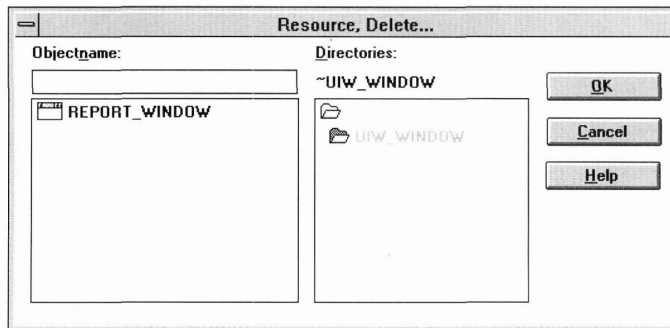 Resource, Delete...
Objectname:
Directories:
~UIW_WINDOW
OK
REPORT_WINDOW
UIW_WINDOW
Cancel
Help